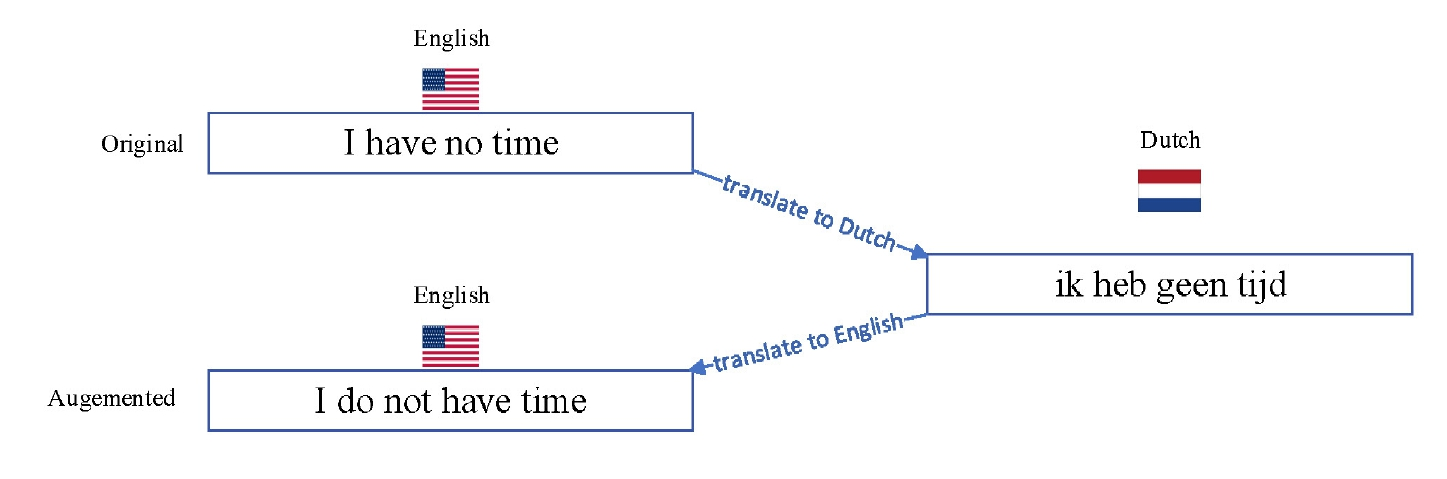 English
Original
I have no time
translate to Dutch
Dutch
ik heb geen tijd
translate to English
English
Augemented
I do not have time